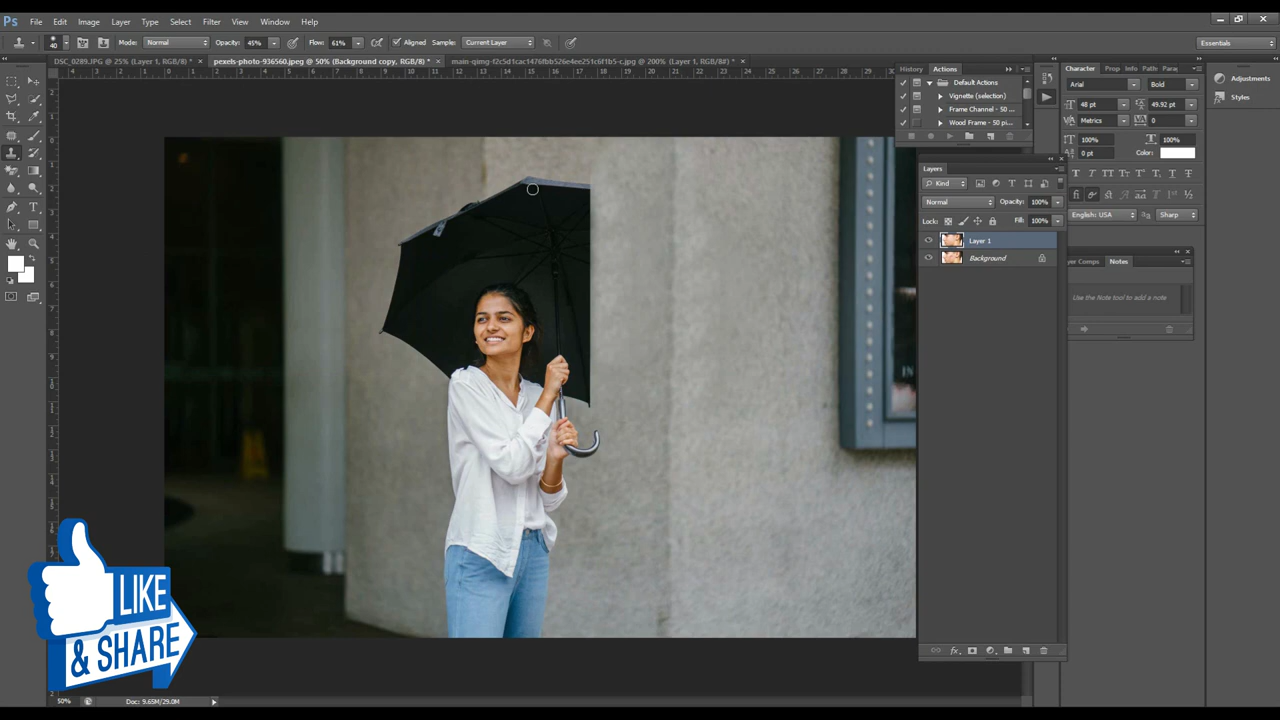 Ps File Edit Image Layer Type Select Filter View Window Help
40 Mode: Normal Opacity: 45% Flow: 61% Aligned Sample: Current Layer Essentials
DSC_0289.JPG @ 25% (Layer 1, RGB/8) * × pexels-photo-936560.jpeg @ 50% (Background copy, RGB/8) * × main-qimg-f2c5d1cac1476fbb526e4ee251c6f1b5-c.jpg @ 200% (Layer 1, RGB/8#) * ×
History Actions
Default Actions
Vignette (selection)
Frame Channel - 50 ...
Wood Frame - 50 pi...
Character Prop Info Path Para
Arial Bold
48 pt 49.92 pt
Metrics 0
100% 100%
0 pt Color:
English: USA Sharp
Adjustments
Styles
Layers
Kind
Normal Opacity: 100%
Lock: Fill: 100%
Layer 1
Background
yer Comps Notes
Use the Note tool to add a note
IN
LIKE
& SHARE
50% Doc: 9.65M/29.0M